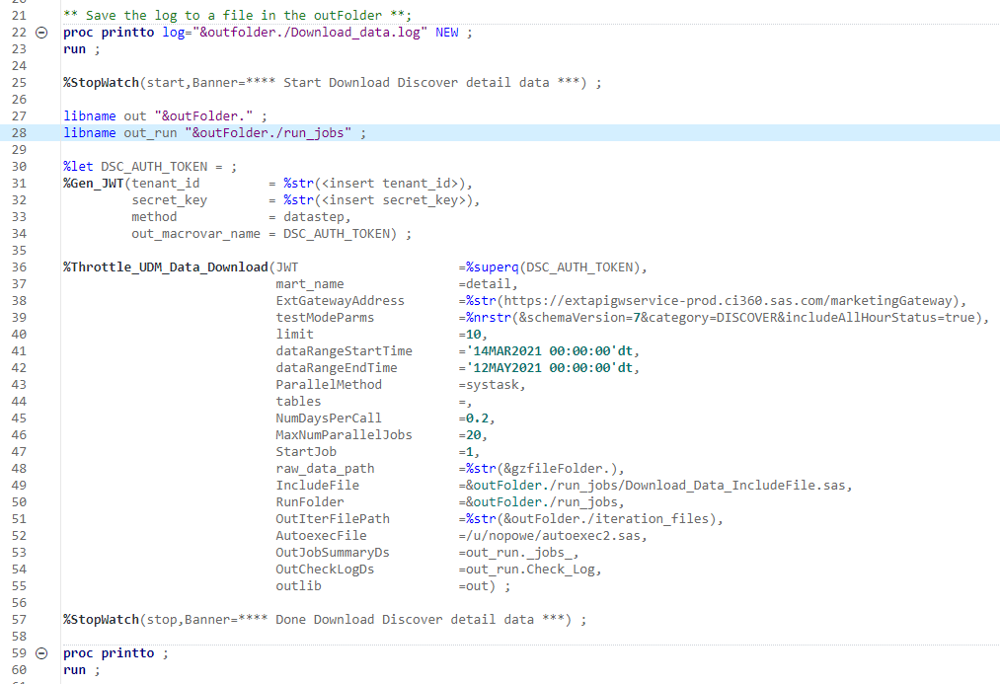 21 ** Save the log to a file in the outFolder **;
22 proc printto log="&outfolder./Download_data.log" NEW ;
23 run ;
24
25 %StopWatch(start,Banner=**** Start Download Discover detail data ***) ;
26
27 libname out "&outFolder." ;
28 libname out_run "&outFolder./run_jobs" ;
29
30 %let DSC_AUTH_TOKEN = ;
31 %Gen_JWT(tenant_id = %str(<insert tenant_id>),
32 secret_key = %str(<insert secret_key>),
33 method = datastep,
34 out_macrovar_name = DSC_AUTH_TOKEN) ;
35
36 %Throttle_UDM_Data_Download(JWT =%superq(DSC_AUTH_TOKEN),
37 mart_name =detail,
38 ExtGatewayAddress =%str(https://extapigwservice-prod.ci360.sas.com/marketingGateway),
39 testModeParms =%nrstr(&schemaVersion=7&category=DISCOVER&includeAllHourStatus=true),
40 limit =10,
41 dataRangeStartTime ='14MAR2021 00:00:00'dt,
42 dataRangeEndTime ='12MAY2021 00:00:00'dt,
43 ParallelMethod =systask,
44 tables =,
45 NumDaysPerCall =0.2,
46 MaxNumParallelJobs =20,
47 StartJob =1,
48 raw_data_path =%str(&gzfileFolder.),
49 IncludeFile =&outFolder./run_jobs/Download_Data_IncludeFile.sas,
50 RunFolder =&outFolder./run_jobs,
51 OutIterFilePath =%str(&outFolder./iteration_files),
52 AutoexecFile =/u/nopowe/autoexec2.sas,
53 OutJobSummaryDs =out_run._jobs_,
54 OutCheckLogDs =out_run.Check_Log,
55 outlib =out) ;
56
57 %StopWatch(stop,Banner=**** Done Download Discover detail data ***) ;
58
59 proc printto ;
60 run ;